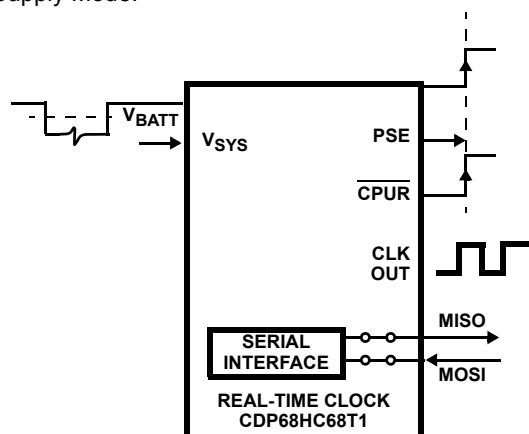 supply mode.
VBATT
VSYS
PSE
CPUR
CLK
OUT
MISO
SERIAL
INTERFACE
MOSI
REAL-TIME CLOCK
CDP68HC68T1